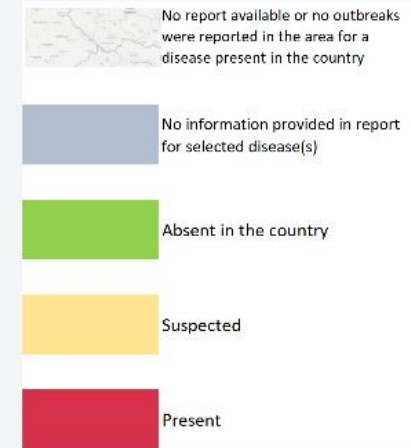 No report available or no outbreaks
were reported in the area for a
disease present in the country
No information provided in report
for selected disease(s)
Absent in the country
Suspected
Present